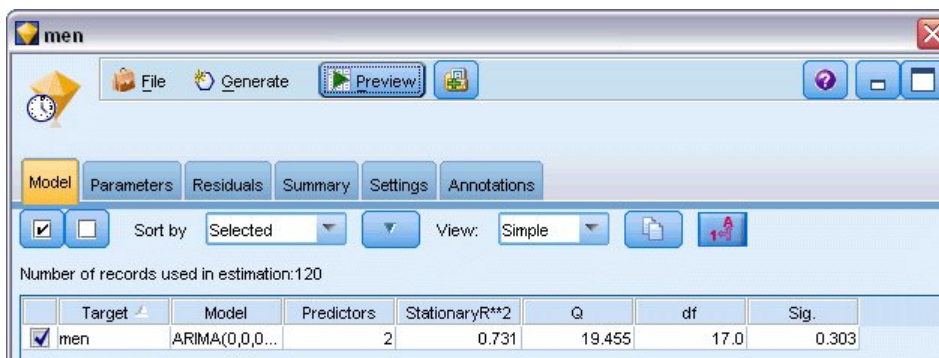 men
File Generate Preview
Model Parameters Residuals Summary Settings Annotations
Sort by Selected View: Simple
Number of records used in estimation:120
Target Model Predictors StationaryR**2 Q df Sig.
men ARIMA(0,0,0... 2 0.731 19.455 17.0 0.303